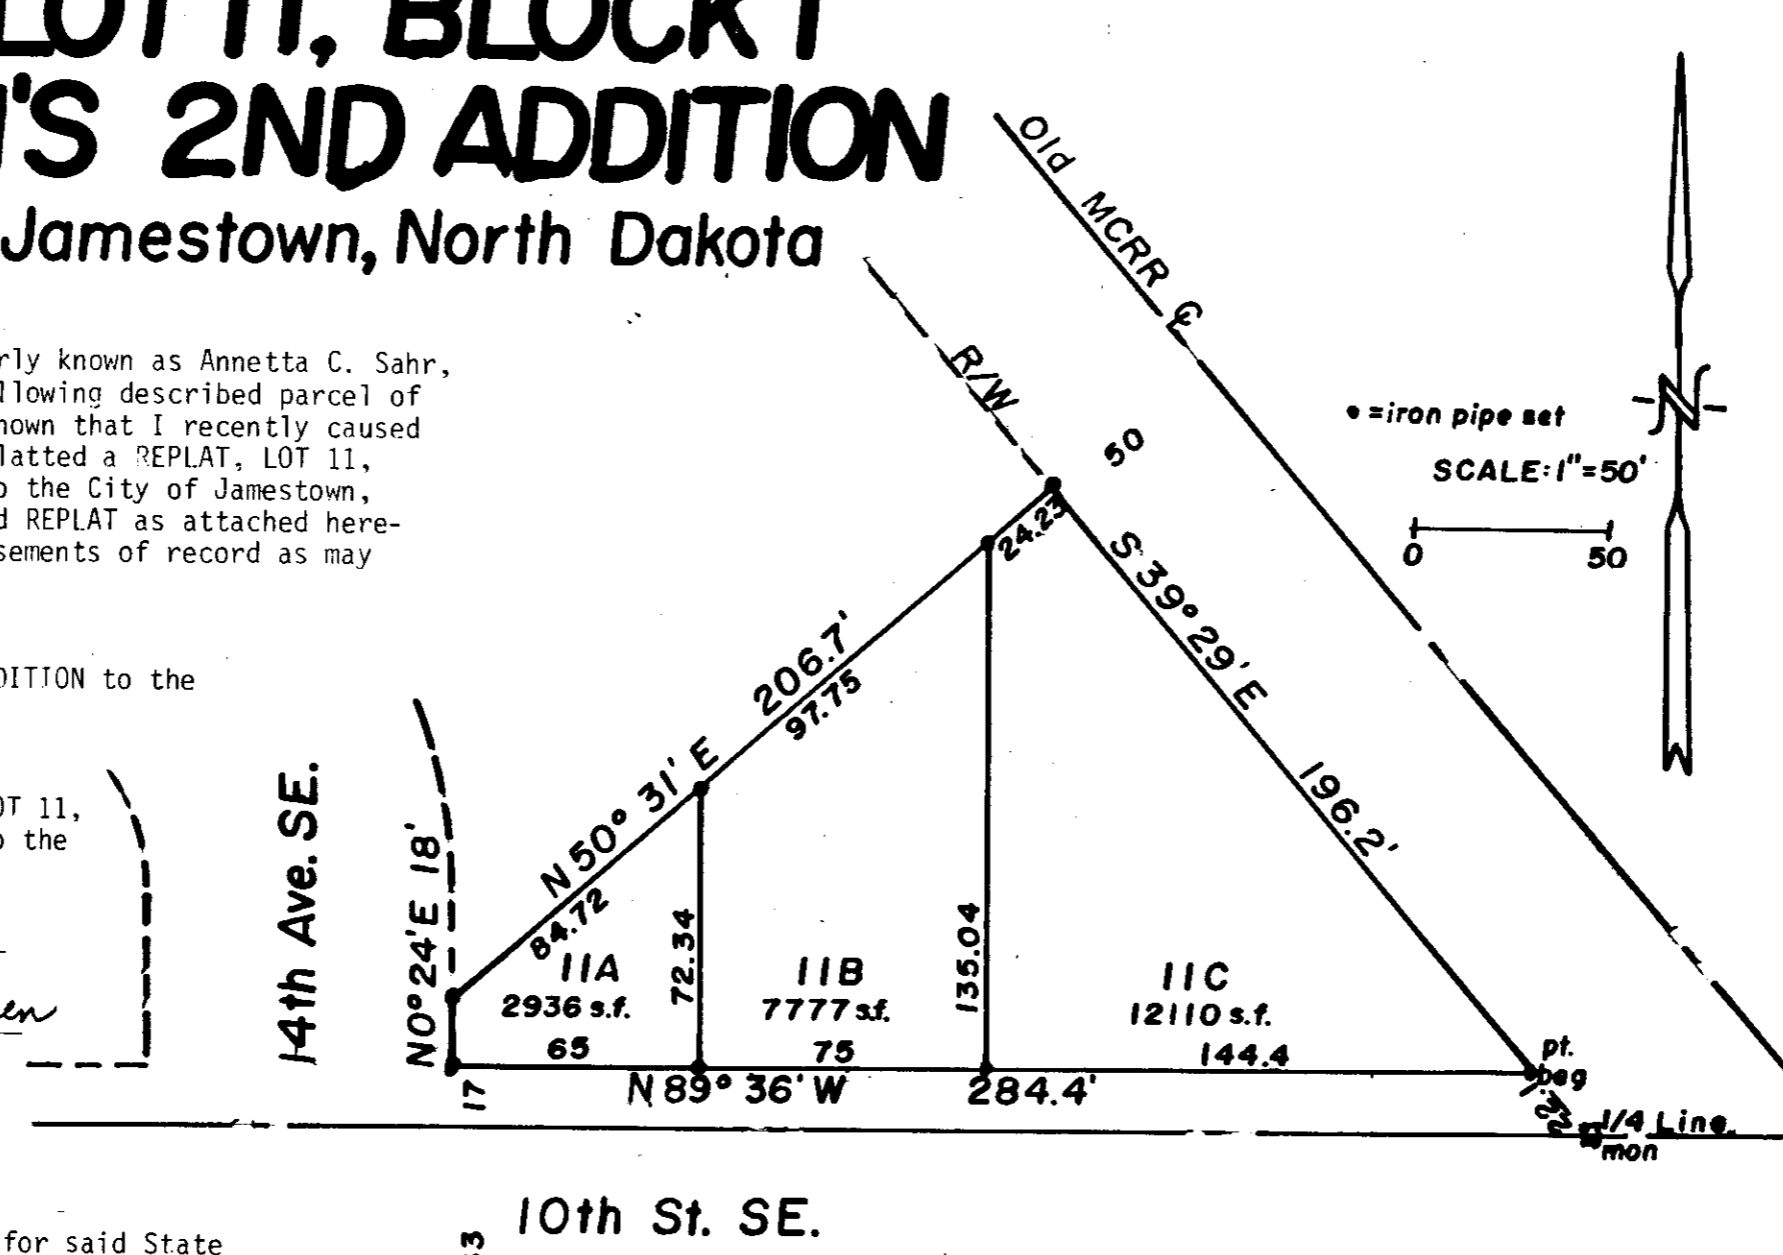 LOT 11, BLOCK 1
'S 2ND ADDITION
Jamestown, North Dakota
rly known as Annetta C. Sahr,
llowing described parcel of
nown that I recently caused
latted a REPLAT, LOT 11,
o the City of Jamestown,
d REPLAT as attached here-
sements of record as may
DITION to the
OT 11,
o the
en
for said State
Old MCRR ℄
R/W
50
•=iron pipe set
SCALE: 1"=50'
0 50
N
24.23
S 39° 29' E
196.2'
206.7'
97.75
N 50° 31' E
84.72
14th Ave. SE.
N0°24'E 18'
11A
2936 s.f.
65
72.34
11B
7777 s.f.
75
135.04
11C
12110 s.f.
144.4
pt.
beg
17
N 89° 36' W 284.4'
1/4 Line
mon
10th St. SE.